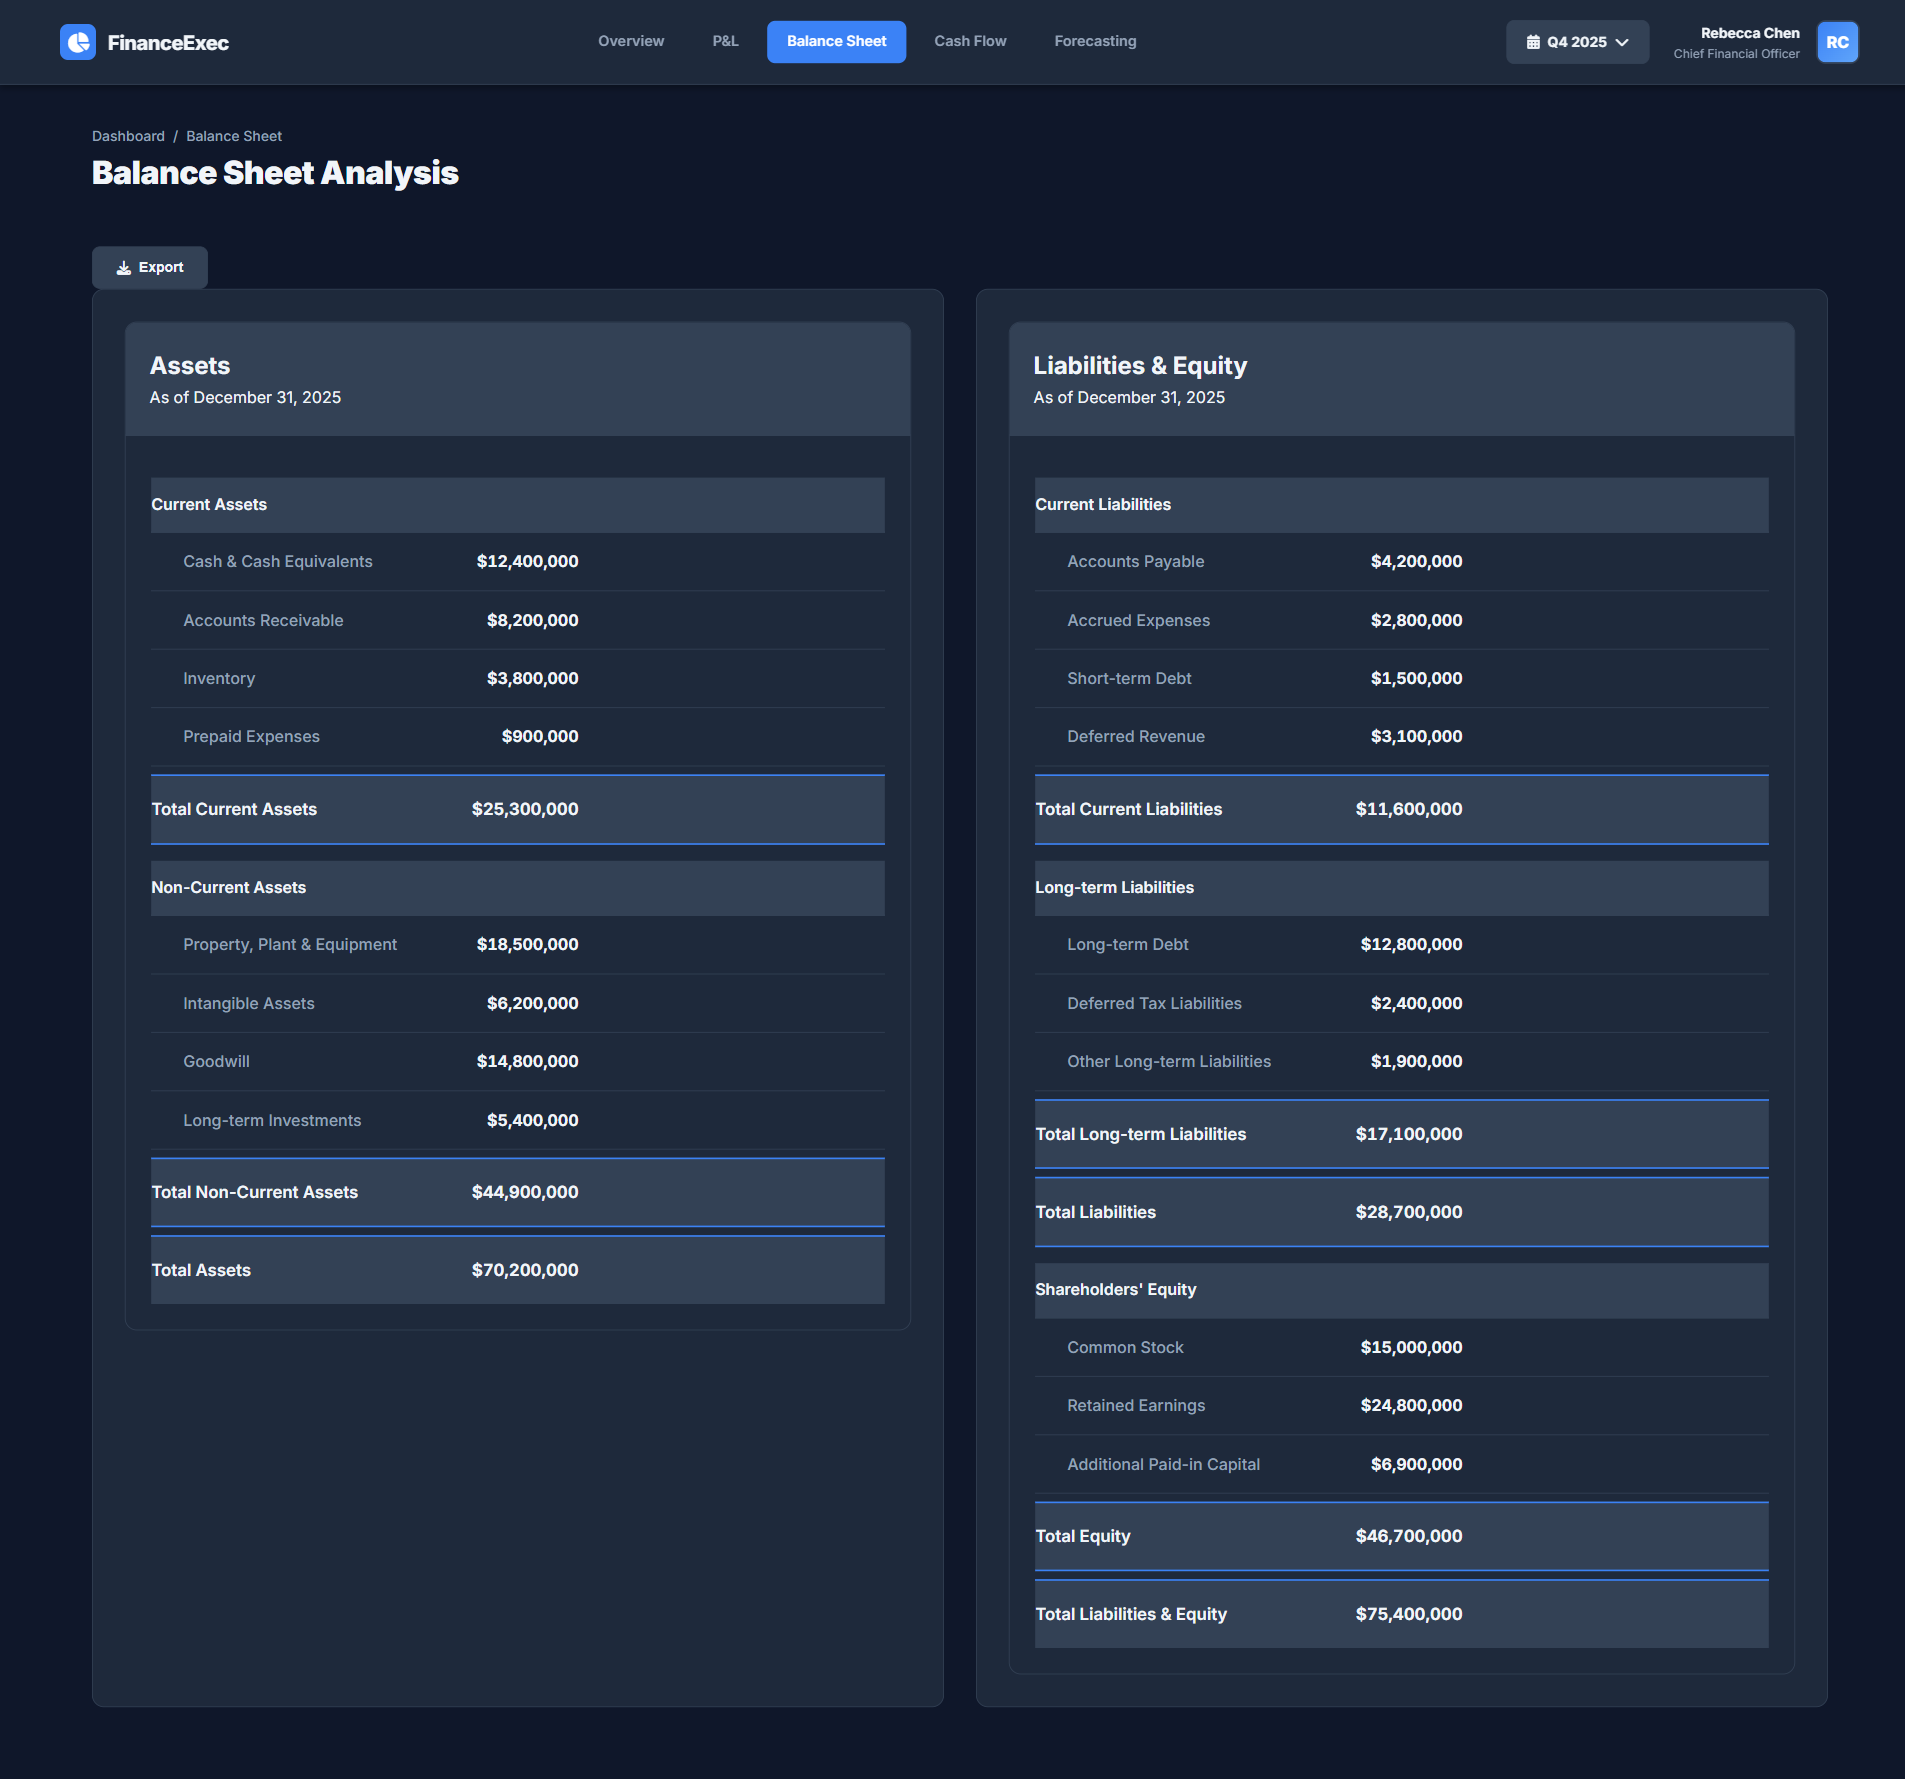 FinanceExec
Overview
P&L
Balance Sheet
Cash Flow
Forecasting
Q4 2025
Rebecca Chen
Chief Financial Officer
RC
Dashboard / Balance Sheet
Balance Sheet Analysis
Export
Assets
As of December 31, 2025
Current Assets
Cash & Cash Equivalents $12,400,000
Accounts Receivable $8,200,000
Inventory $3,800,000
Prepaid Expenses $900,000
Total Current Assets $25,300,000
Non-Current Assets
Property, Plant & Equipment $18,500,000
Intangible Assets $6,200,000
Goodwill $14,800,000
Long-term Investments $5,400,000
Total Non-Current Assets $44,900,000
Total Assets $70,200,000
Liabilities & Equity
As of December 31, 2025
Current Liabilities
Accounts Payable $4,200,000
Accrued Expenses $2,800,000
Short-term Debt $1,500,000
Deferred Revenue $3,100,000
Total Current Liabilities $11,600,000
Long-term Liabilities
Long-term Debt $12,800,000
Deferred Tax Liabilities $2,400,000
Other Long-term Liabilities $1,900,000
Total Long-term Liabilities $17,100,000
Total Liabilities $28,700,000
Shareholders' Equity
Common Stock $15,000,000
Retained Earnings $24,800,000
Additional Paid-in Capital $6,900,000
Total Equity $46,700,000
Total Liabilities & Equity $75,400,000